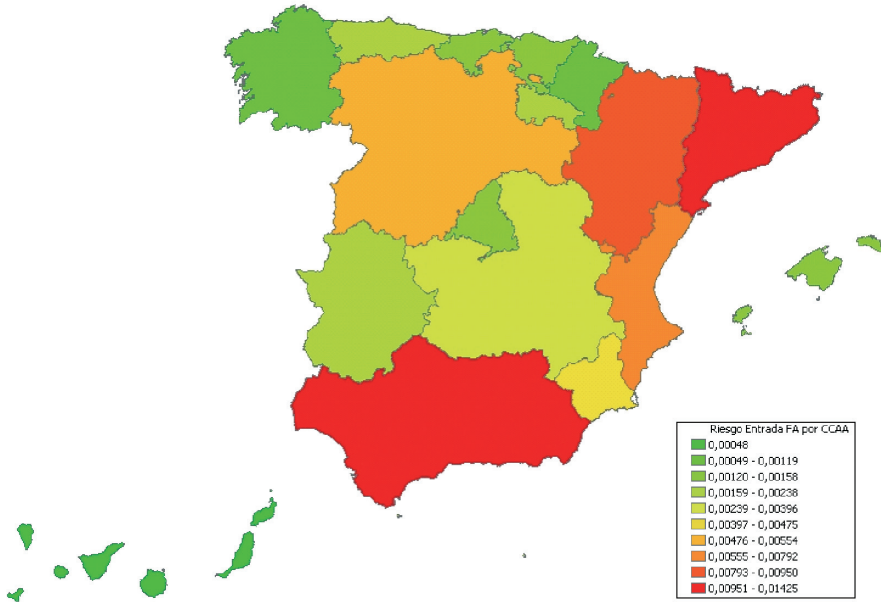 Riesgo Entrada FA por CCAA
0,00048
0,00049 - 0,00119
0,00120 - 0,00158
0,00159 - 0,00238
0,00239 - 0,00396
0,00397 - 0,00475
0,00476 - 0,00554
0,00555 - 0,00792
0,00793 - 0,00950
0,00951 - 0,01425